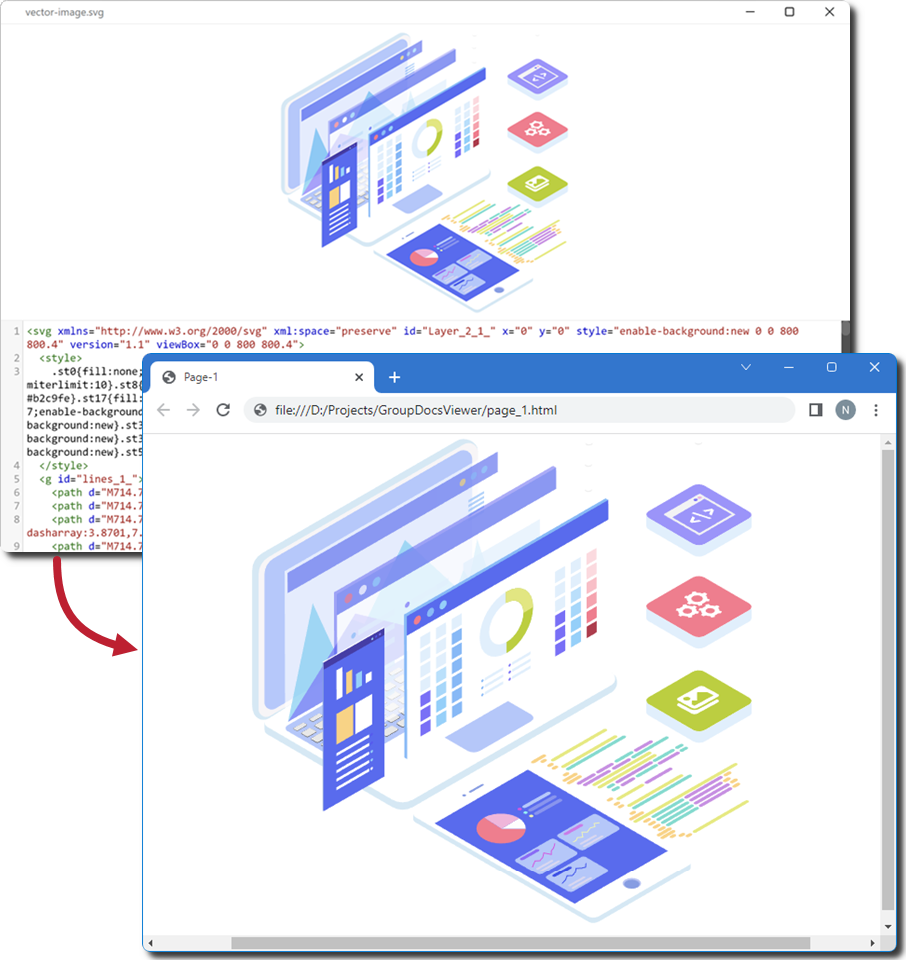 vector-image.svg
1 <svg xmlns="http://www.w3.org/2000/svg" xml:space="preserve" id="Layer_2_1_" x="0" y="0" style="enable-background:new 0 0 800
800.4" version="1.1" viewBox="0 0 800 800.4">
2 <style>
3 .st0{fill:none;
miterlimit:10}.st8{
#b2c9fe}.st17{fill:
7;enable-background
background:new}.st3
background:new}.st3
background:new}.st5
4 </style>
5 <g id="lines_1_">
6 <path d="M714.7
7 <path d="M714.7
8 <path d="M714.7
dasharray:3.8701,7.
9 <path d="M714.7
Page-1
file:///D:/Projects/GroupDocsViewer/page_1.html
N